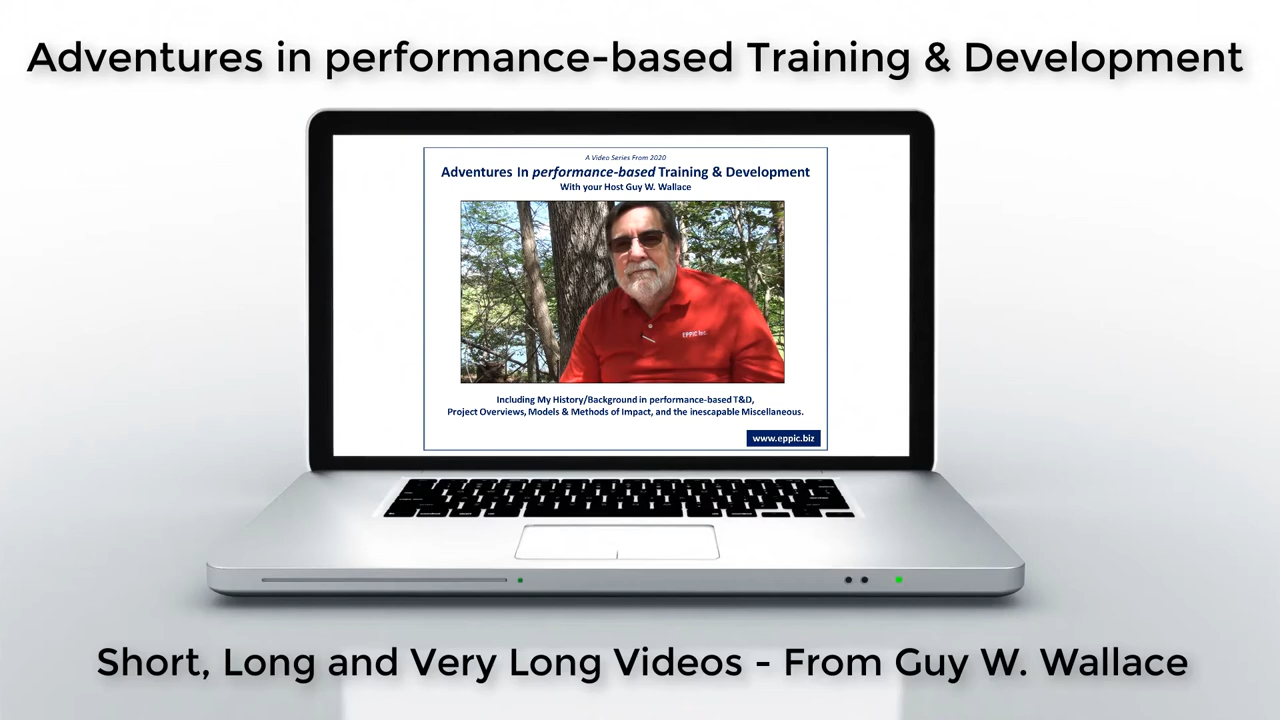 Adventures in performance-based Training & Development
A Video Series From 2020
Adventures In performance-based Training & Development
With your Host Guy W. Wallace
EPPIC Inc.
Including My History/Background in performance-based T&D,
Project Overviews, Models & Methods of Impact, and the inescapable Miscellaneous.
www.eppic.biz
Short, Long and Very Long Videos - From Guy W. Wallace